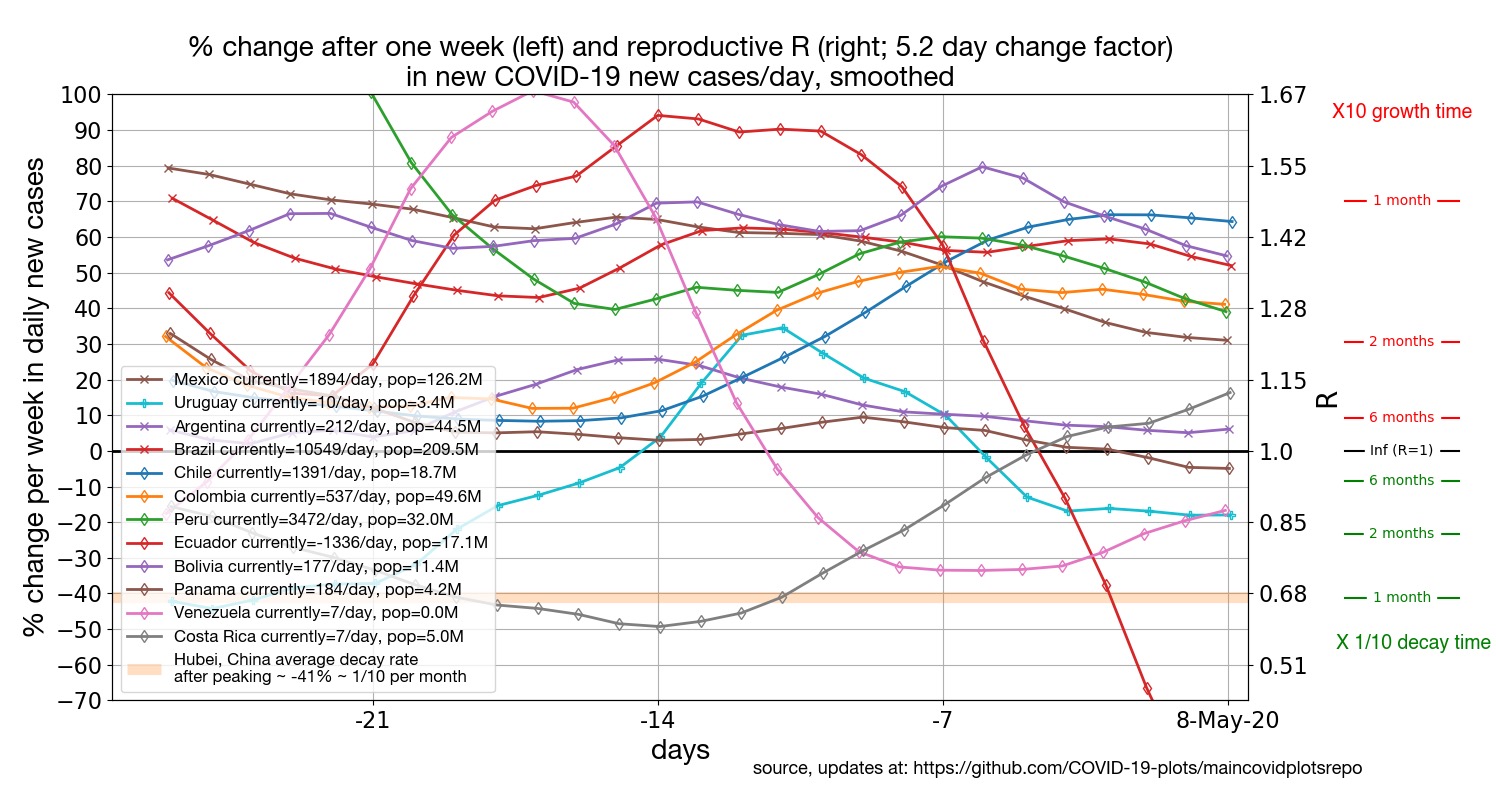 % change after one week (left) and reproductive R (right; 5.2 day change factor)
in new COVID-19 new cases/day, smoothed
% change per week in daily new cases
100
90
80
70
60
50
40
30
20
10
0
−10
−20
−30
−40
−50
−60
−70
Mexico currently=1894/day, pop=126.2M
Uruguay currently=10/day, pop=3.4M
Argentina currently=212/day, pop=44.5M
Brazil currently=10549/day, pop=209.5M
Chile currently=1391/day, pop=18.7M
Colombia currently=537/day, pop=49.6M
Peru currently=3472/day, pop=32.0M
Ecuador currently=-1336/day, pop=17.1M
Bolivia currently=177/day, pop=11.4M
Panama currently=184/day, pop=4.2M
Venezuela currently=7/day, pop=0.0M
Costa Rica currently=7/day, pop=5.0M
Hubei, China average decay rate
after peaking ~ -41% ~ 1/10 per month
-21
-14
-7
8-May-20
days
1.67
1.55
1.42
1.28
1.15
1.0
0.85
0.68
0.51
R
X10 growth time
1 month
2 months
6 months
Inf (R=1)
6 months
2 months
1 month
X 1/10 decay time
source, updates at: https://github.com/COVID-19-plots/maincovidplotsrepo